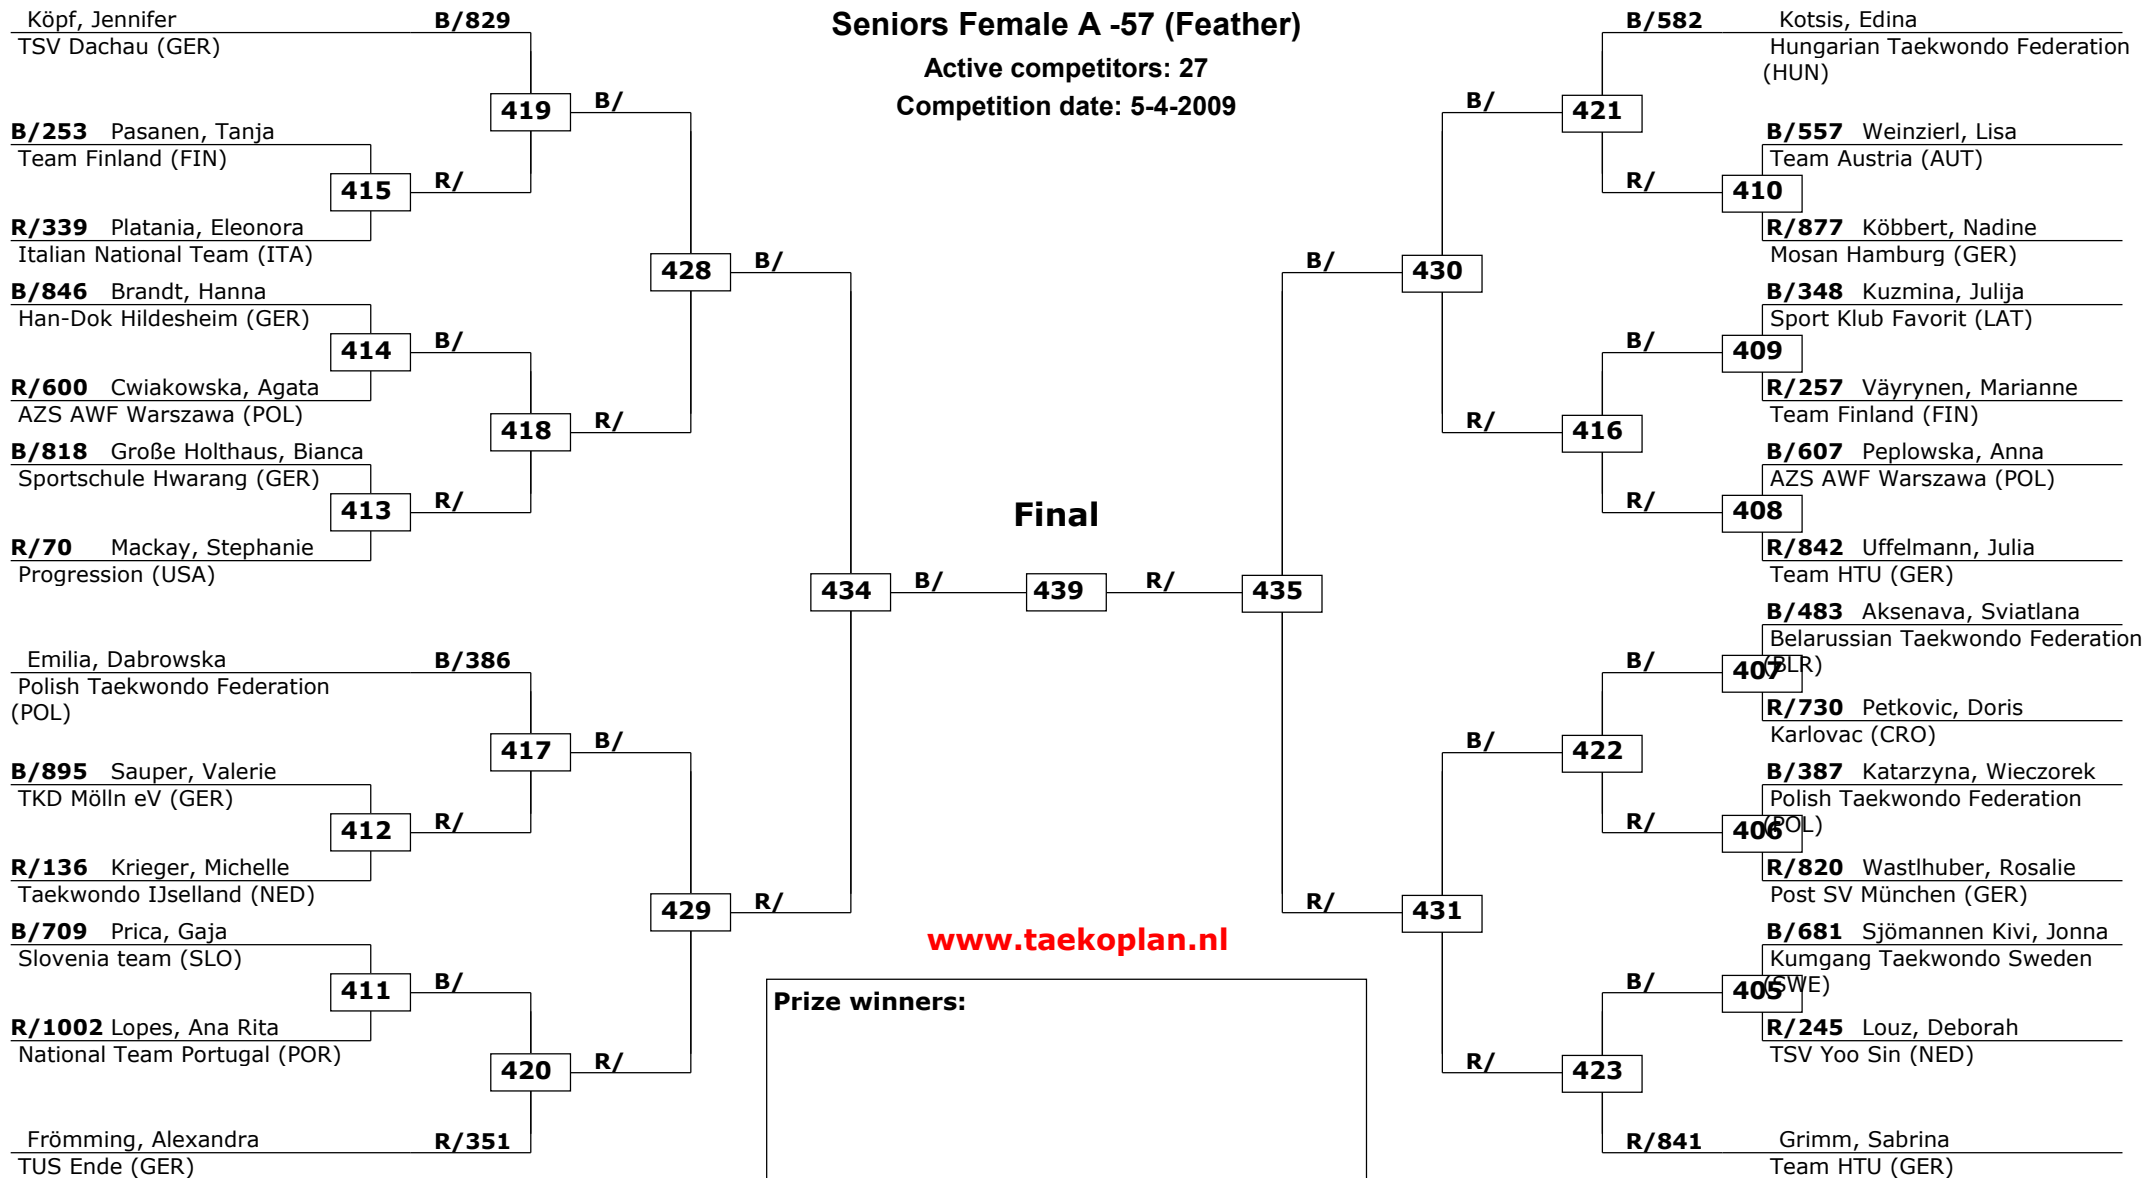 Seniors Female A -57 (Feather)
Active competitors: 27
Competition date: 5-4-2009
Köpf, Jennifer B/829
TSV Dachau (GER)
419 B/
B/253 Pasanen, Tanja
Team Finland (FIN)
415 R/
R/339 Platania, Eleonora
Italian National Team (ITA)
428 B/
B/846 Brandt, Hanna
Han-Dok Hildesheim (GER)
414 B/
R/600 Cwiakowska, Agata
AZS AWF Warszawa (POL)
418 R/
B/818 Große Holthaus, Bianca
Sportschule Hwarang (GER)
413 R/
R/70 Mackay, Stephanie
Progression (USA)
434 B/
Emilia, Dabrowska B/386
Polish Taekwondo Federation
(POL)
417 B/
B/895 Sauper, Valerie
TKD Mölln eV (GER)
412 R/
R/136 Krieger, Michelle
Taekwondo IJselland (NED)
429 R/
B/709 Prica, Gaja
Slovenia team (SLO)
411 B/
R/1002 Lopes, Ana Rita
National Team Portugal (POR)
420 R/
Frömming, Alexandra R/351
TUS Ende (GER)
Final
439
R/ 435
B/582 Kotsis, Edina
Hungarian Taekwondo Federation
(HUN)
B/ 421
B/557 Weinzierl, Lisa
Team Austria (AUT)
R/ 410
R/877 Köbbert, Nadine
Mosan Hamburg (GER)
B/ 430
B/348 Kuzmina, Julija
Sport Klub Favorit (LAT)
B/ 409
R/257 Väyrynen, Marianne
Team Finland (FIN)
R/ 416
B/607 Peplowska, Anna
AZS AWF Warszawa (POL)
R/ 408
R/842 Uffelmann, Julia
Team HTU (GER)
B/483 Aksenava, Sviatlana
Belarussian Taekwondo Federation
(BLR)
B/ 407
R/730 Petkovic, Doris
Karlovac (CRO)
B/ 422
B/387 Katarzyna, Wieczorek
Polish Taekwondo Federation
(POL)
R/ 406
R/820 Wastlhuber, Rosalie
Post SV München (GER)
R/ 431
B/681 Sjömannen Kivi, Jonna
Kumgang Taekwondo Sweden
(SWE)
B/ 405
R/245 Louz, Deborah
TSV Yoo Sin (NED)
R/ 423
R/841 Grimm, Sabrina
Team HTU (GER)
www.taekoplan.nl
Prize winners: